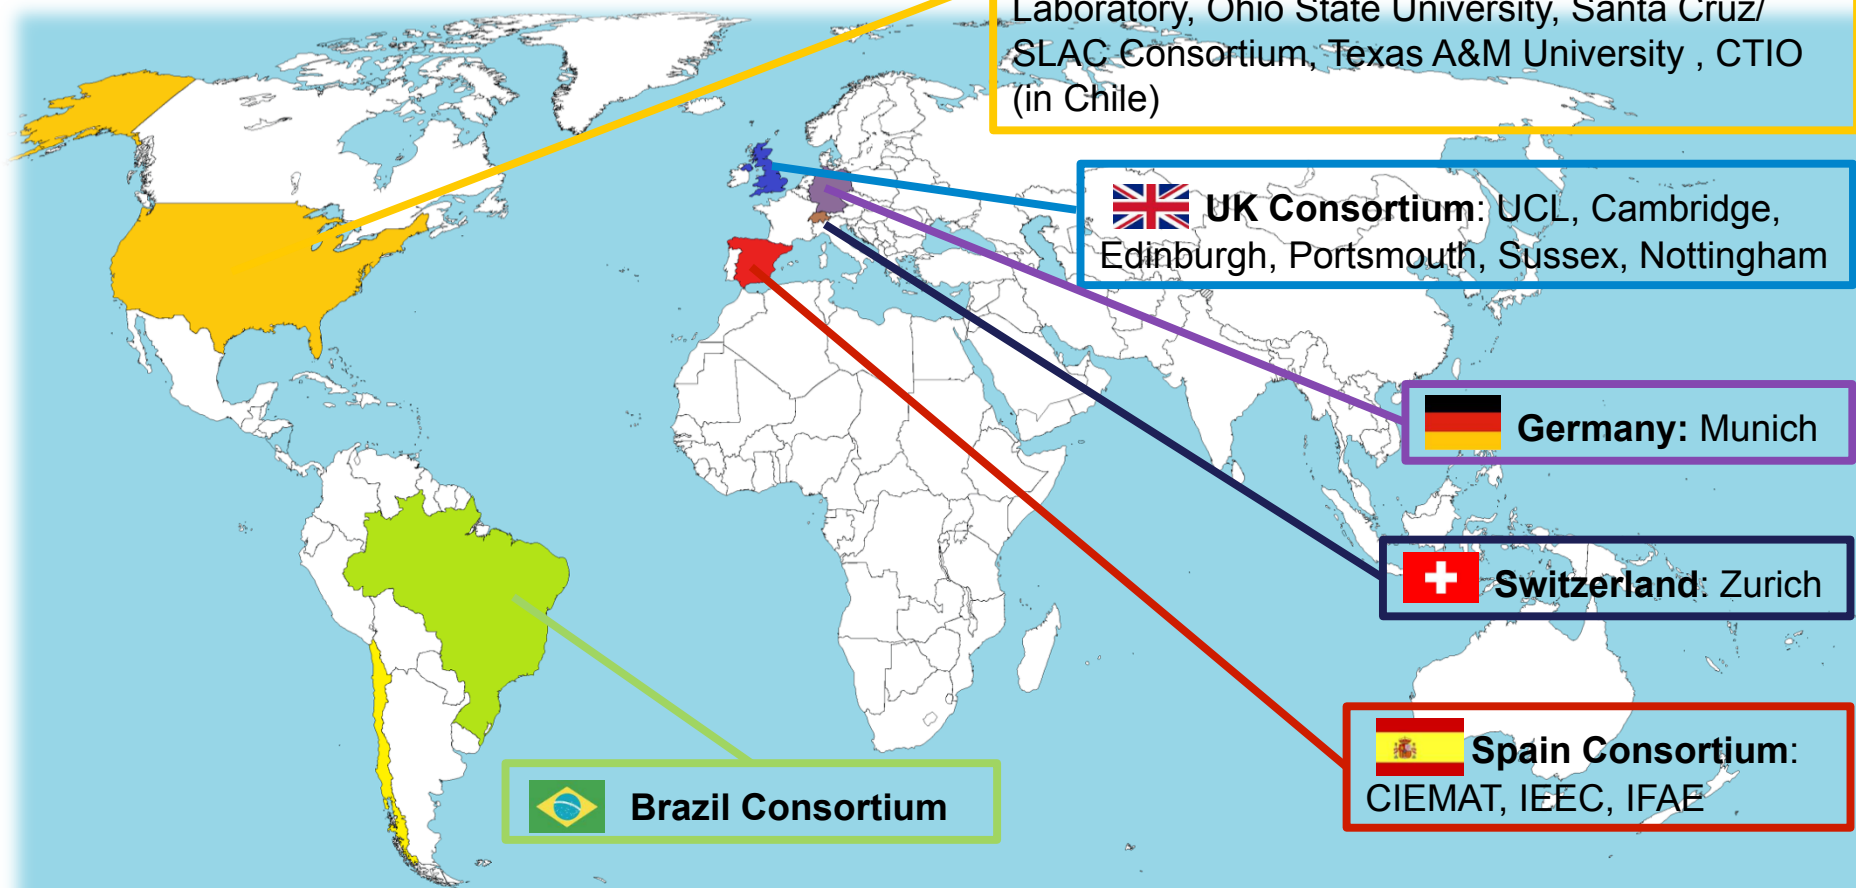 Laboratory, Ohio State University, Santa Cruz/
SLAC Consortium, Texas A&M University , CTIO
(in Chile)
UK Consortium: UCL, Cambridge,
Edinburgh, Portsmouth, Sussex, Nottingham
Germany: Munich
Switzerland: Zurich
Spain Consortium:
CIEMAT, IEEC, IFAE
Brazil Consortium